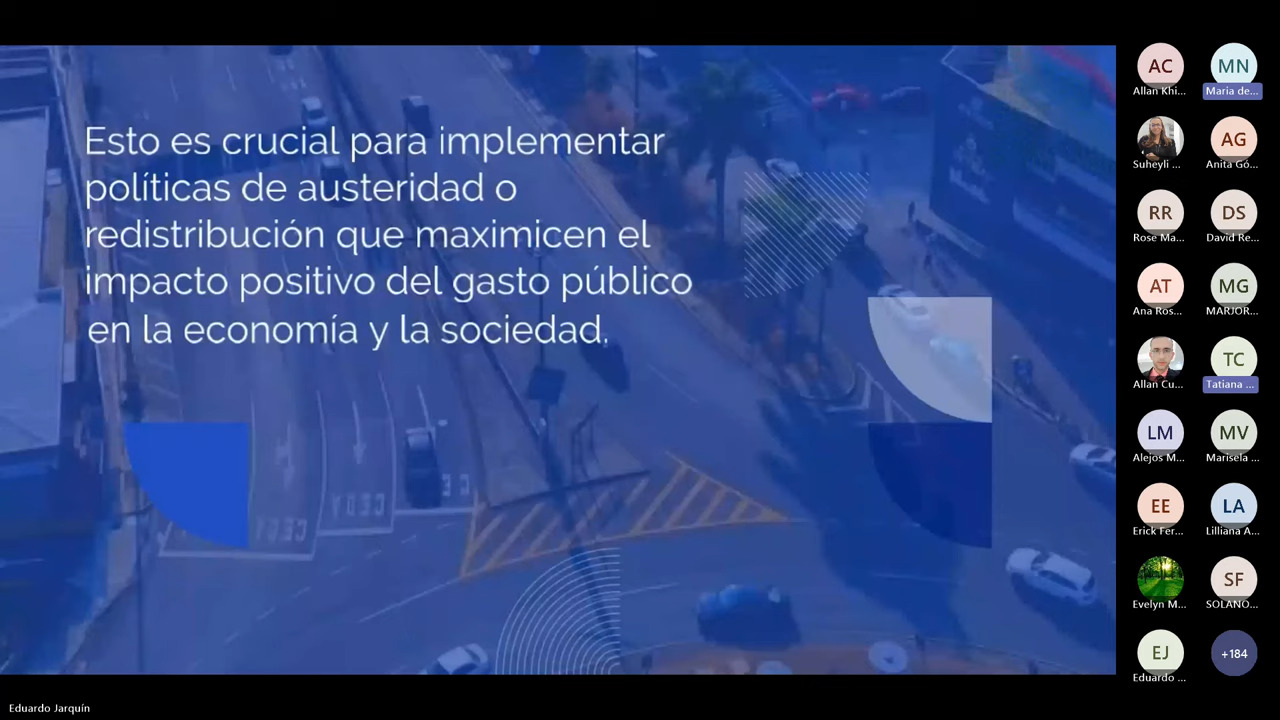 Esto es crucial para implementar
políticas de austeridad o
redistribución que maximicen el
impacto positivo del gasto público
en la economía y la sociedad.
CEDA
CEDA
AC
Allan Khi...
MN
Maria de...
Suheyli ...
AG
Anita Gó...
RR
Rose Ma...
DS
David Re...
AT
Ana Ros...
MG
MARJOR...
Allan Cu...
TC
Tatiana ...
LM
Alejos M...
MV
Marisela ...
EE
Erick Fer...
LA
Lilliana A...
Evelyn M...
SF
SOLANO...
EJ
Eduardo ...
+184
Eduardo Jarquín